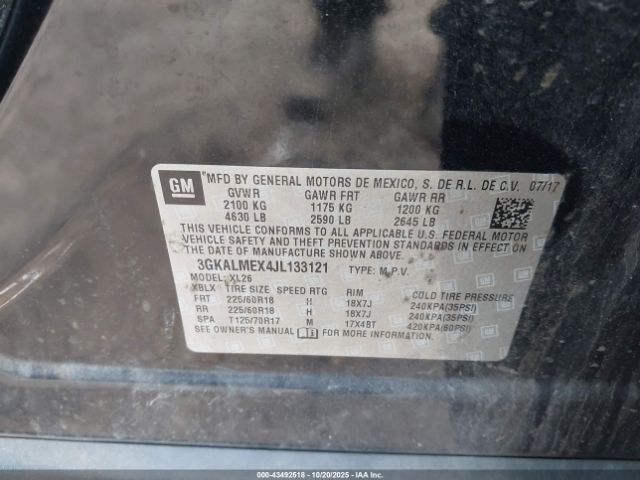 GM
MFD BY GENERAL MOTORS DE MEXICO, S. DE R.L. DE C.V. 07/17
GVWR GAWR FRT GAWR RR
2100 KG 1175 KG 1200 KG
4630 LB 2590 LB 2645 LB
THIS VEHICLE CONFORMS TO ALL APPLICABLE U.S. FEDERAL MOTOR
VEHICLE SAFETY AND THEFT PREVENTION STANDARDS IN EFFECT ON
THE DATE OF MANUFACTURE SHOWN ABOVE.
3GKALMEX4JL133121 TYPE: M.P.V.
MODEL: XL26
XBLX TIRE SIZE SPEED RTG RIM COLD TIRE PRESSURE
FRT 225/60R18 H 18X7J 240KPA(35PSI)
RR 225/60R18 H 18X7J 240KPA(35PSI)
SPA T125/70R17 M 17X4BT 420KPA(60PSI)
SEE OWNER'S MANUAL FOR MORE INFORMATION.
000-43492518 - 10/20/2025 - IAAI.COM